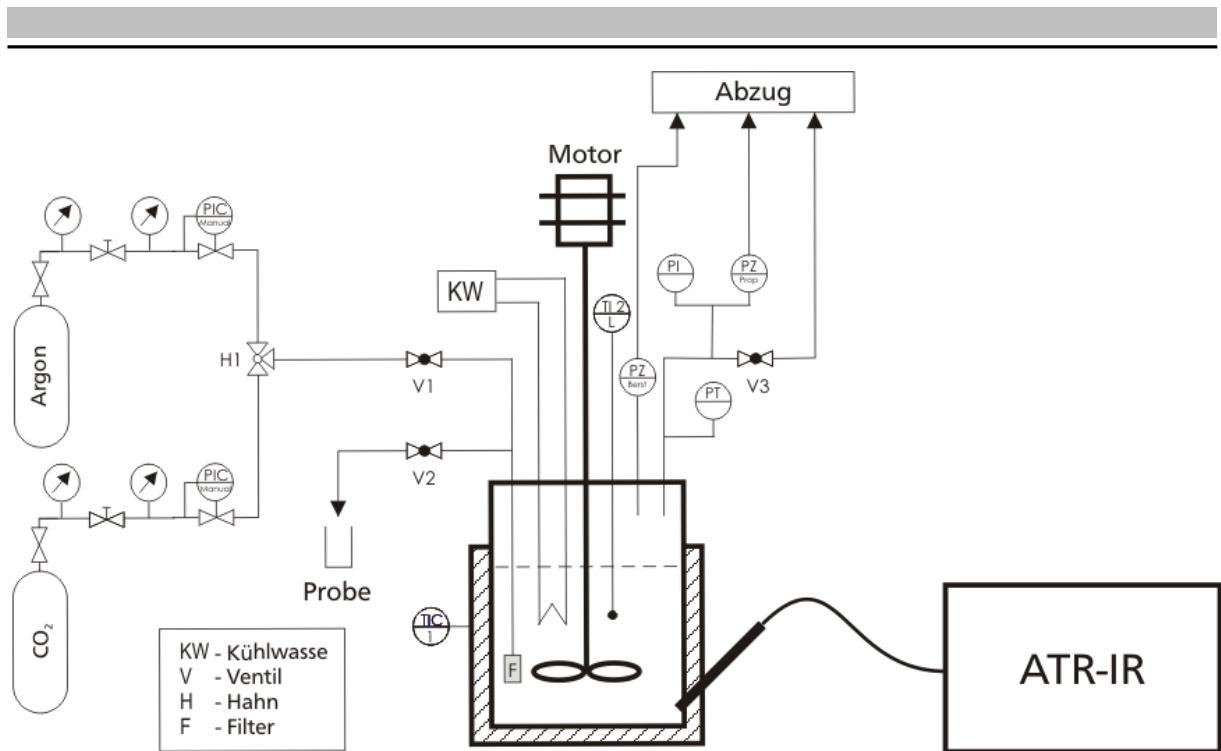 Abzug
Motor
PIC
Manual
PI
PZ
Prop
KW
TI 2
L
Argon
H1
V1
PZ
Berst
V3
PT
V2
PIC
Manual
Probe
TIC
1
CO₂
KW - Kühlwasse
V - Ventil
H - Hahn
F - Filter
F
ATR-IR